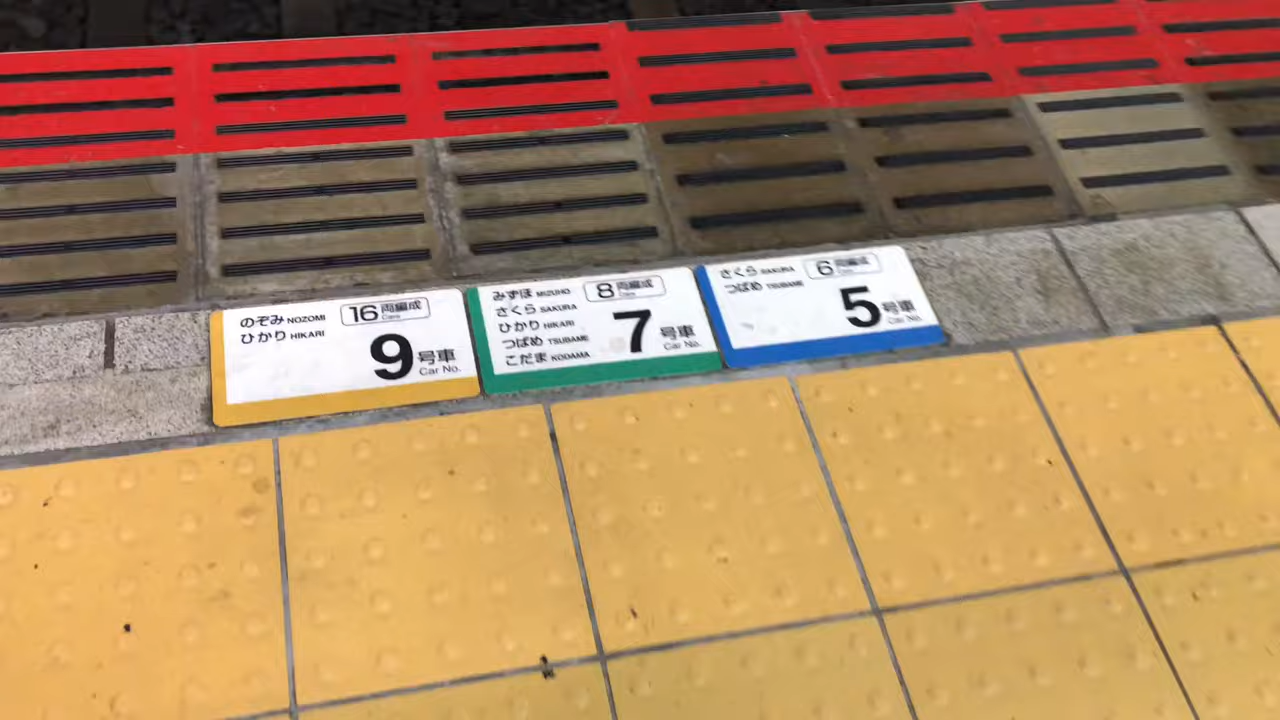 のぞみ NOZOMI
ひかり HIKARI
16両編成
Cars
9号車
Car No.
みずほ MIZUHO
さくら SAKURA
ひかり HIKARI
つばめ TSUBAME
こだま KODAMA
8両編成
Cars
7号車
Car No.
さくら SAKURA
つばめ TSUBAME
6両編成
Cars
5号車
Car No.